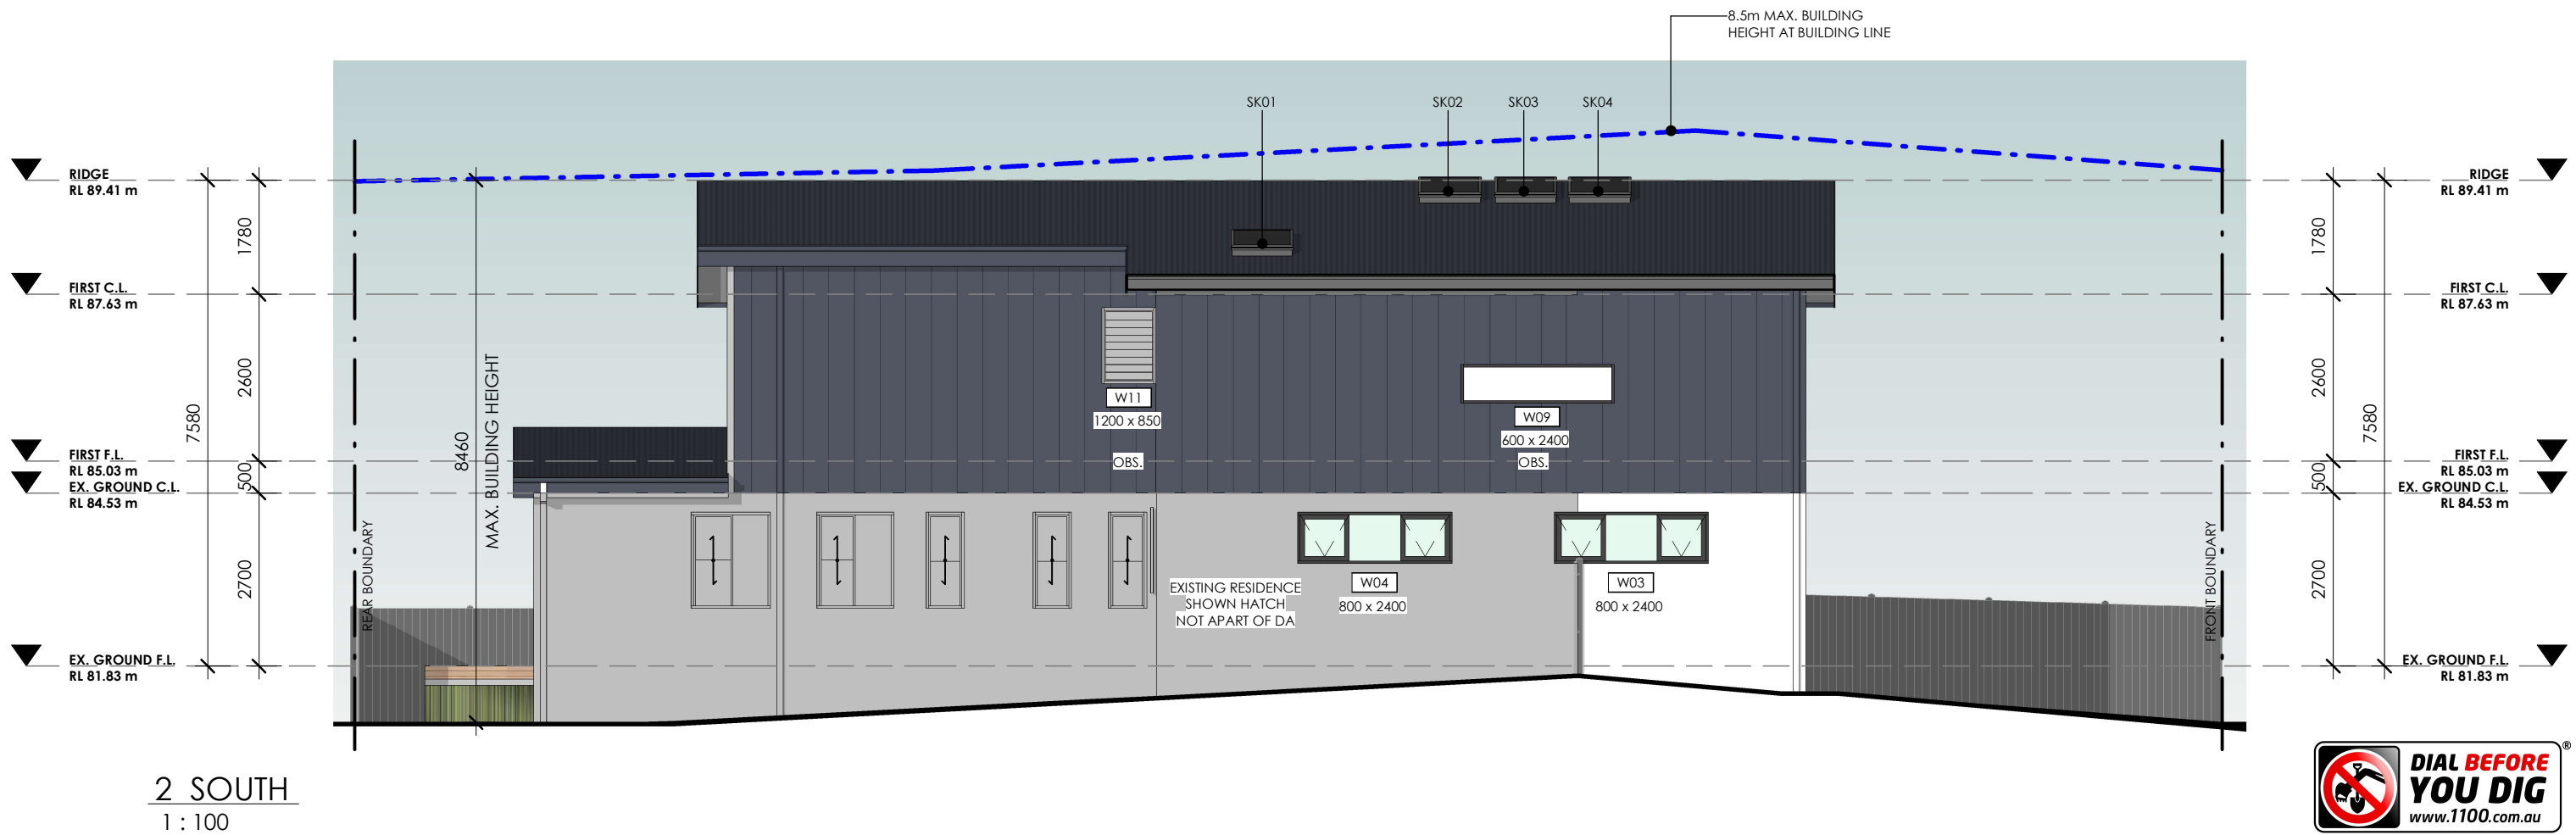 8.5m MAX. BUILDING
HEIGHT AT BUILDING LINE
SK01
SK02
SK03
SK04
RIDGE
RL 89.41 m
FIRST C.L.
RL 87.63 m
FIRST F.L.
RL 85.03 m
EX. GROUND C.L.
RL 84.53 m
EX. GROUND F.L.
RL 81.83 m
7580
1780
2600
500
2700
8460
MAX. BUILDING HEIGHT
REAR BOUNDARY
W11
1200 x 850
OBS.
W09
600 x 2400
OBS.
EXISTING RESIDENCE
SHOWN HATCH
NOT APART OF DA
W04
800 x 2400
W03
800 x 2400
FRONT BOUNDARY
1780
2600
500
2700
7580
RIDGE
RL 89.41 m
FIRST C.L.
RL 87.63 m
FIRST F.L.
RL 85.03 m
EX. GROUND C.L.
RL 84.53 m
EX. GROUND F.L.
RL 81.83 m
2 SOUTH
1 : 100
DIAL BEFORE
YOU DIG
®
www.1100.com.au